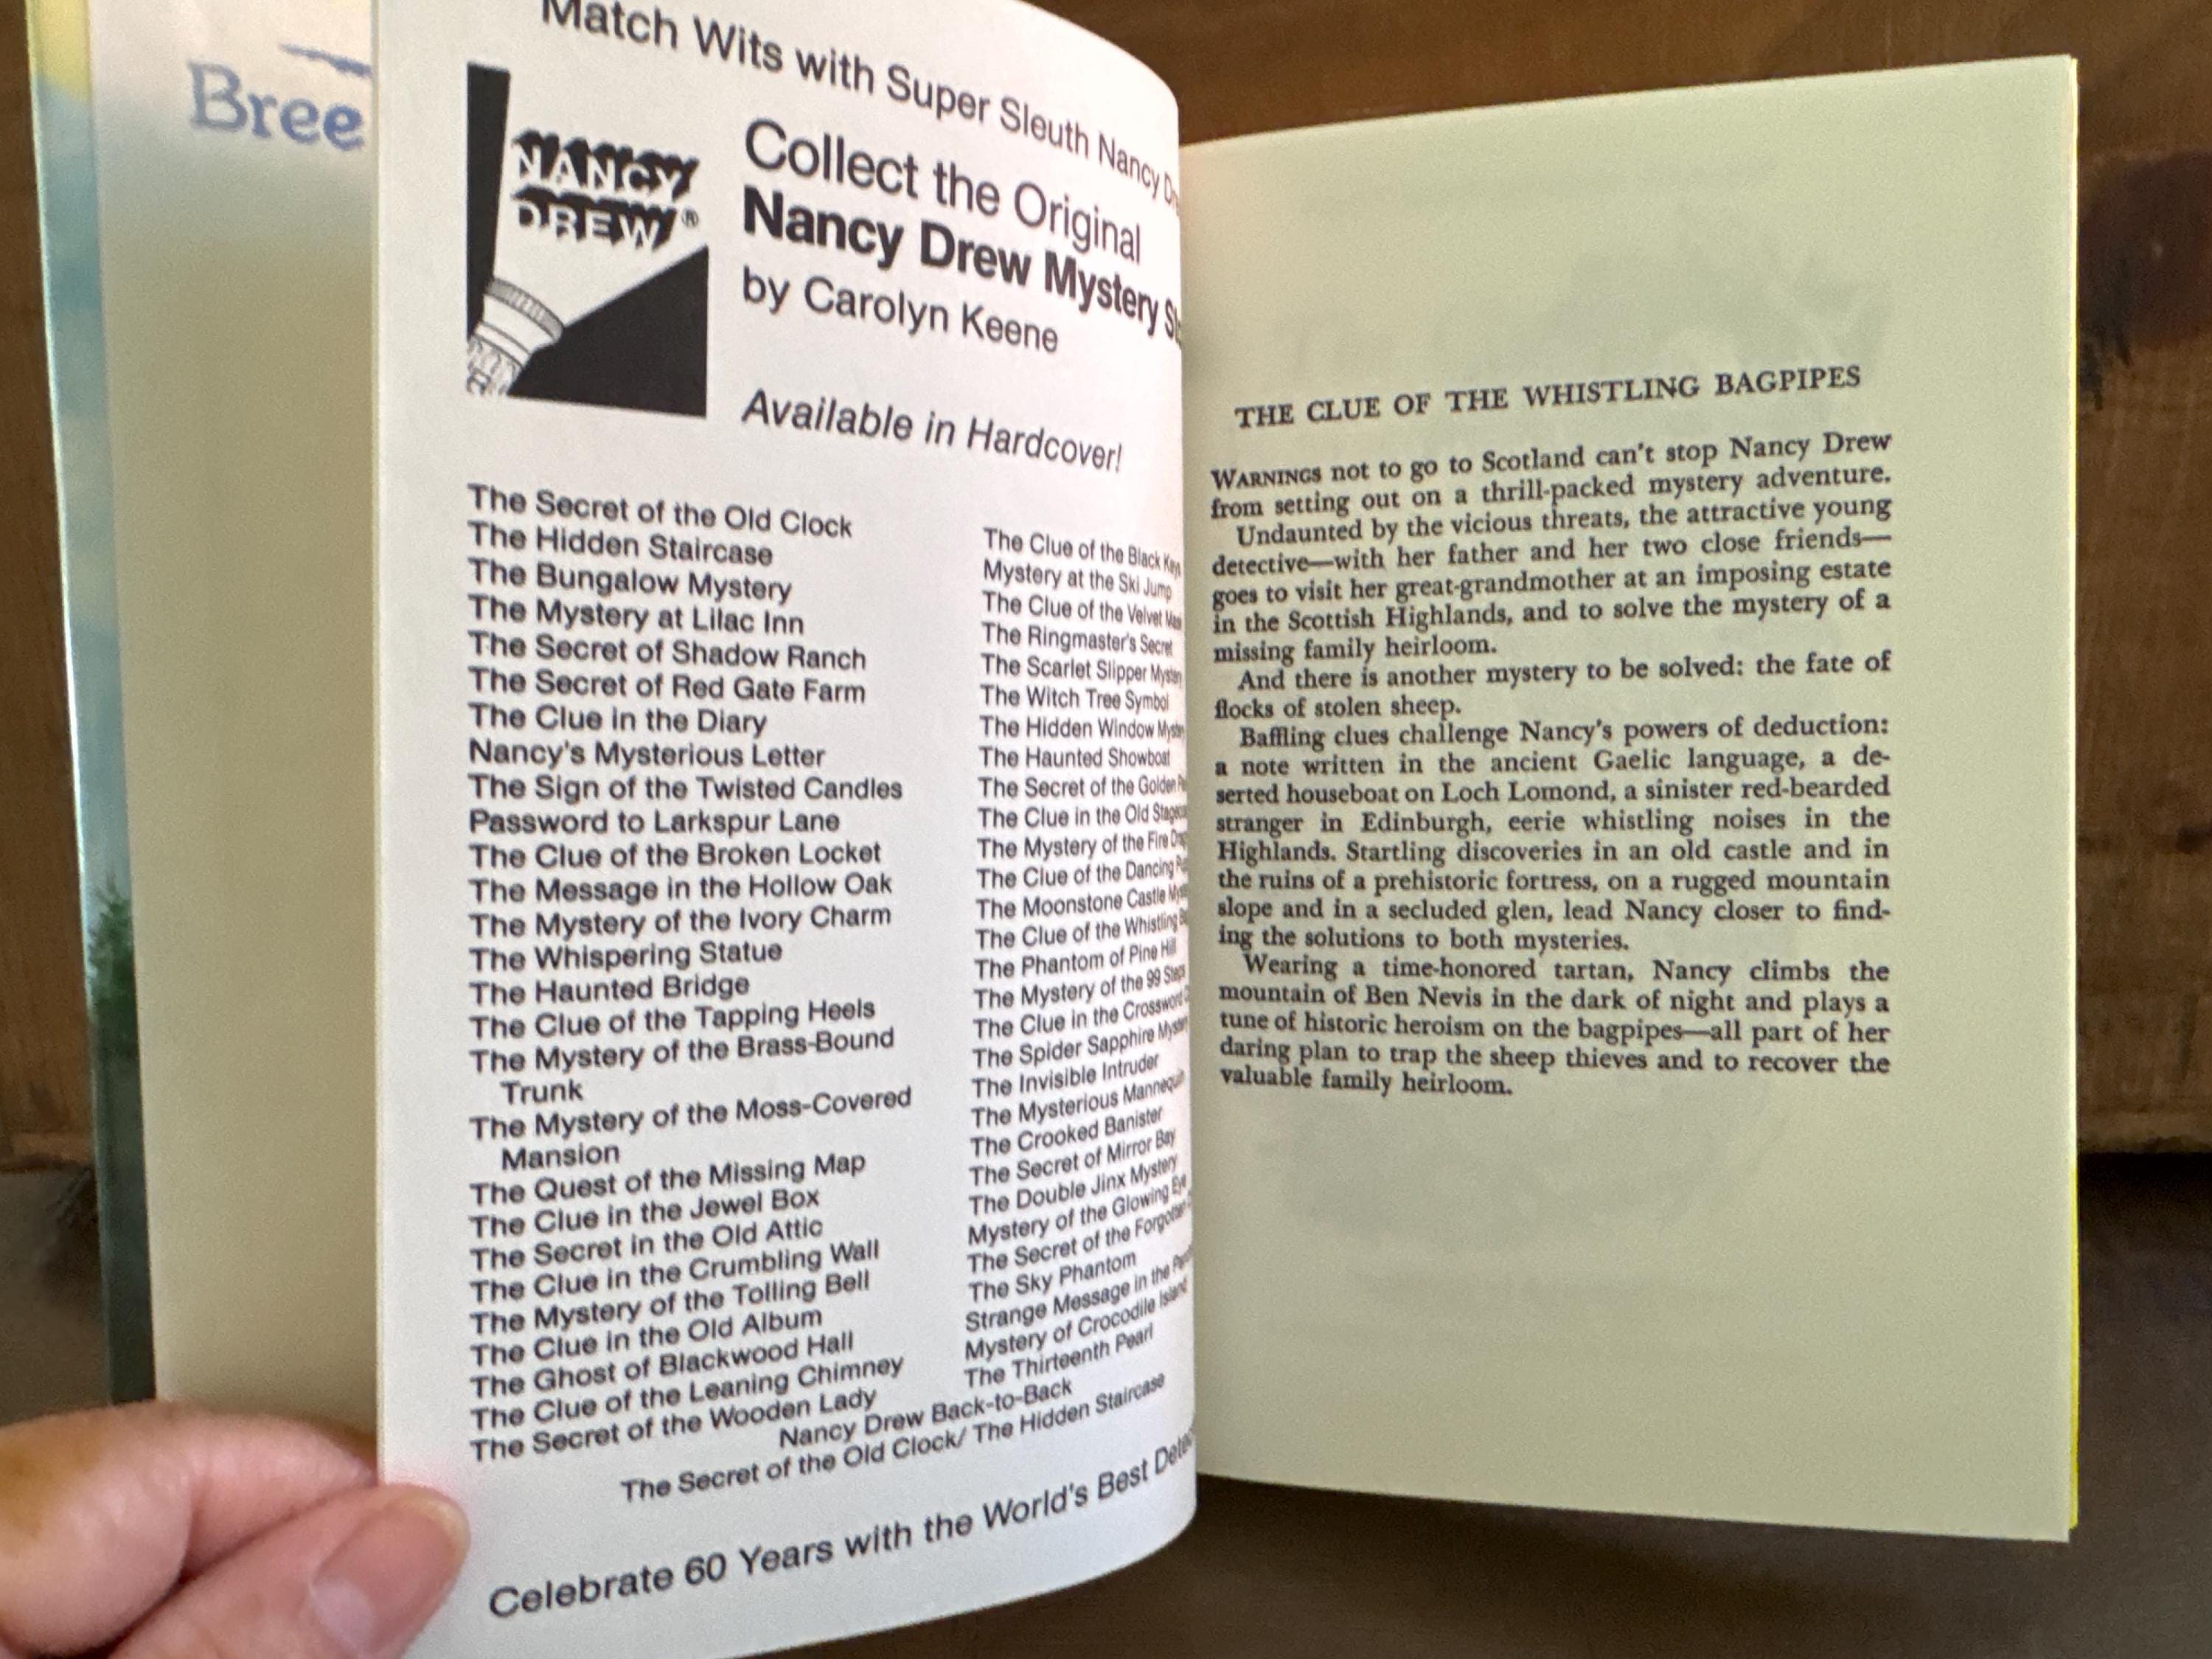 Bree
Match Wits with Super Sleuth Nancy
NANCY
DREW®
Collect the Original
Nancy Drew Mystery
by Carolyn Keene
Available in Hardcover!
The Secret of the Old Clock
The Hidden Staircase
The Bungalow Mystery
The Mystery at Lilac Inn
The Secret of Shadow Ranch
The Secret of Red Gate Farm
The Clue in the Diary
Nancy's Mysterious Letter
The Sign of the Twisted Candles
Password to Larkspur Lane
The Clue of the Broken Locket
The Message in the Hollow Oak
The Mystery of the Ivory Charm
The Whispering Statue
The Haunted Bridge
The Clue of the Tapping Heels
The Mystery of the Brass-Bound
Trunk
The Mystery of the Moss-Covered
Mansion
The Quest of the Missing Map
The Clue in the Jewel Box
The Secret in the Old Attic
The Clue in the Crumbling Wall
The Mystery of the Tolling Bell
The Clue in the Old Album
The Ghost of Blackwood Hall
The Clue of the Leaning Chimney
The Secret of the Wooden Lady
The Clue of the Black Keys
Mystery at the Ski Jump
The Clue of the Velvet
The Ringmaster's Secret
The Scarlet Slipper Mystery
The Witch Tree Symbol
The Hidden Window
The Haunted Showboat
The Secret of the Golden
The Clue in the Old
The Mystery of the Fire
The Clue of the Dancing
The Moonstone Castle
The Clue of the Whistling
The Phantom of Pine Hill
The Mystery of the 99 Steps
The Clue in the Crossword
The Spider Sapphire Mystery
The Invisible Intruder
The Mysterious Mannequin
The Crooked Banister
The Secret of Mirror Bay
The Double Jinx Mystery
Mystery of the Glowing Eye
The Secret of the Forgotten
The Sky Phantom
Strange Message in the
Mystery of Crocodile Island
The Thirteenth Pearl
Nancy Drew Back-to-Back
The Secret of the Old Clock/ The Hidden Staircase
Celebrate 60 Years with the World's Best
THE CLUE OF THE WHISTLING BAGPIPES
WARNINGS not to go to Scotland can't stop Nancy Drew
from setting out on a thrill-packed mystery adventure.
Undaunted by the vicious threats, the attractive young
detective—with her father and her two close friends—
goes to visit her great-grandmother at an imposing estate
in the Scottish Highlands, and to solve the mystery of a
missing family heirloom.
And there is another mystery to be solved: the fate of
flocks of stolen sheep.
Baffling clues challenge Nancy's powers of deduction:
a note written in the ancient Gaelic language, a de-
serted houseboat on Loch Lomond, a sinister red-bearded
stranger in Edinburgh, eerie whistling noises in the
Highlands. Startling discoveries in an old castle and in
the ruins of a prehistoric fortress, on a rugged mountain
slope and in a secluded glen, lead Nancy closer to find-
ing the solutions to both mysteries.
Wearing a time-honored tartan, Nancy climbs the
mountain of Ben Nevis in the dark of night and plays a
tune of historic heroism on the bagpipes—all part of her
daring plan to trap the sheep thieves and to recover the
valuable family heirloom.